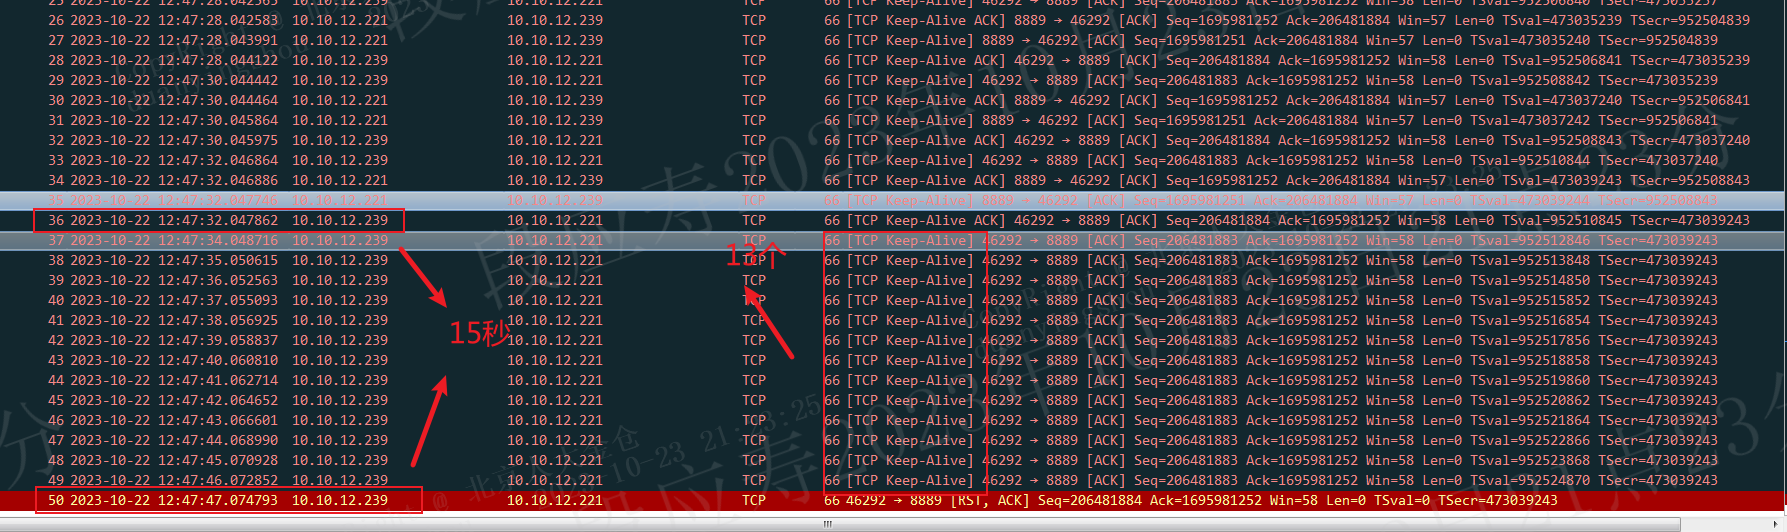 26 2023-10-22 12:47:28.042583 10.10.12.221 10.10.12.239 TCP 66 [TCP Keep-Alive ACK] 8889 → 46292 [ACK] Seq=1695981252 Ack=206481884 Win=57 Len=0 TSval=473035239 TSecr=952504839
27 2023-10-22 12:47:28.043991 10.10.12.221 10.10.12.239 TCP 66 [TCP Keep-Alive] 8889 → 46292 [ACK] Seq=1695981251 Ack=206481884 Win=57 Len=0 TSval=473035240 TSecr=952504839
28 2023-10-22 12:47:28.044122 10.10.12.239 10.10.12.221 TCP 66 [TCP Keep-Alive ACK] 46292 → 8889 [ACK] Seq=206481884 Ack=1695981252 Win=58 Len=0 TSval=952506841 TSecr=473035239
29 2023-10-22 12:47:30.044442 10.10.12.239 10.10.12.221 TCP 66 [TCP Keep-Alive] 46292 → 8889 [ACK] Seq=206481883 Ack=1695981252 Win=58 Len=0 TSval=952508842 TSecr=473035239
30 2023-10-22 12:47:30.044464 10.10.12.221 10.10.12.239 TCP 66 [TCP Keep-Alive ACK] 8889 → 46292 [ACK] Seq=1695981252 Ack=206481884 Win=57 Len=0 TSval=473037240 TSecr=952506841
31 2023-10-22 12:47:30.045864 10.10.12.221 10.10.12.239 TCP 66 [TCP Keep-Alive] 8889 → 46292 [ACK] Seq=1695981251 Ack=206481884 Win=57 Len=0 TSval=473037242 TSecr=952506841
32 2023-10-22 12:47:30.045975 10.10.12.239 10.10.12.221 TCP 66 [TCP Keep-Alive ACK] 46292 → 8889 [ACK] Seq=206481884 Ack=1695981252 Win=58 Len=0 TSval=952508843 TSecr=473037240
33 2023-10-22 12:47:32.046864 10.10.12.239 10.10.12.221 TCP 66 [TCP Keep-Alive] 46292 → 8889 [ACK] Seq=206481883 Ack=1695981252 Win=58 Len=0 TSval=952510844 TSecr=473037240
34 2023-10-22 12:47:32.046886 10.10.12.221 10.10.12.239 TCP 66 [TCP Keep-Alive ACK] 8889 → 46292 [ACK] Seq=1695981252 Ack=206481884 Win=57 Len=0 TSval=473039243 TSecr=952508843
35 2023-10-22 12:47:32.047746 10.10.12.221 10.10.12.239 TCP 66 [TCP Keep-Alive] 8889 → 46292 [ACK] Seq=1695981251 Ack=206481884 Win=57 Len=0 TSval=473039244 TSecr=952508843
36 2023-10-22 12:47:32.047862 10.10.12.239 10.10.12.221 TCP 66 [TCP Keep-Alive ACK] 46292 → 8889 [ACK] Seq=206481884 Ack=1695981252 Win=58 Len=0 TSval=952510845 TSecr=473039243
37 2023-10-22 12:47:34.048716 10.10.12.239 10.10.12.221 TCP 66 [TCP Keep-Alive] 46292 → 8889 [ACK] Seq=206481883 Ack=1695981252 Win=58 Len=0 TSval=952512846 TSecr=473039243
13个
38 2023-10-22 12:47:35.050615 10.10.12.239 10.10.12.221 TCP 66 [TCP Keep-Alive] 46292 → 8889 [ACK] Seq=206481883 Ack=1695981252 Win=58 Len=0 TSval=952513848 TSecr=473039243
39 2023-10-22 12:47:36.052563 10.10.12.239 10.10.12.221 TCP 66 [TCP Keep-Alive] 46292 → 8889 [ACK] Seq=206481883 Ack=1695981252 Win=58 Len=0 TSval=952514850 TSecr=473039243
40 2023-10-22 12:47:37.055093 10.10.12.239 10.10.12.221 TCP 66 [TCP Keep-Alive] 46292 → 8889 [ACK] Seq=206481883 Ack=1695981252 Win=58 Len=0 TSval=952515852 TSecr=473039243
41 2023-10-22 12:47:38.056925 10.10.12.239 10.10.12.221 TCP 66 [TCP Keep-Alive] 46292 → 8889 [ACK] Seq=206481883 Ack=1695981252 Win=58 Len=0 TSval=952516854 TSecr=473039243
15秒
42 2023-10-22 12:47:39.058837 10.10.12.239 10.10.12.221 TCP 66 [TCP Keep-Alive] 46292 → 8889 [ACK] Seq=206481883 Ack=1695981252 Win=58 Len=0 TSval=952517856 TSecr=473039243
43 2023-10-22 12:47:40.060810 10.10.12.239 10.10.12.221 TCP 66 [TCP Keep-Alive] 46292 → 8889 [ACK] Seq=206481883 Ack=1695981252 Win=58 Len=0 TSval=952518858 TSecr=473039243
44 2023-10-22 12:47:41.062714 10.10.12.239 10.10.12.221 TCP 66 [TCP Keep-Alive] 46292 → 8889 [ACK] Seq=206481883 Ack=1695981252 Win=58 Len=0 TSval=952519860 TSecr=473039243
45 2023-10-22 12:47:42.064652 10.10.12.239 10.10.12.221 TCP 66 [TCP Keep-Alive] 46292 → 8889 [ACK] Seq=206481883 Ack=1695981252 Win=58 Len=0 TSval=952520862 TSecr=473039243
46 2023-10-22 12:47:43.066601 10.10.12.239 10.10.12.221 TCP 66 [TCP Keep-Alive] 46292 → 8889 [ACK] Seq=206481883 Ack=1695981252 Win=58 Len=0 TSval=952521864 TSecr=473039243
47 2023-10-22 12:47:44.068990 10.10.12.239 10.10.12.221 TCP 66 [TCP Keep-Alive] 46292 → 8889 [ACK] Seq=206481883 Ack=1695981252 Win=58 Len=0 TSval=952522866 TSecr=473039243
48 2023-10-22 12:47:45.070928 10.10.12.239 10.10.12.221 TCP 66 [TCP Keep-Alive] 46292 → 8889 [ACK] Seq=206481883 Ack=1695981252 Win=58 Len=0 TSval=952523868 TSecr=473039243
49 2023-10-22 12:47:46.072852 10.10.12.239 10.10.12.221 TCP 66 [TCP Keep-Alive] 46292 → 8889 [ACK] Seq=206481883 Ack=1695981252 Win=58 Len=0 TSval=952524870 TSecr=473039243
50 2023-10-22 12:47:47.074793 10.10.12.239 10.10.12.221 TCP 66 46292 → 8889 [RST, ACK] Seq=206481884 Ack=1695981252 Win=58 Len=0 TSval=0 TSecr=473039243